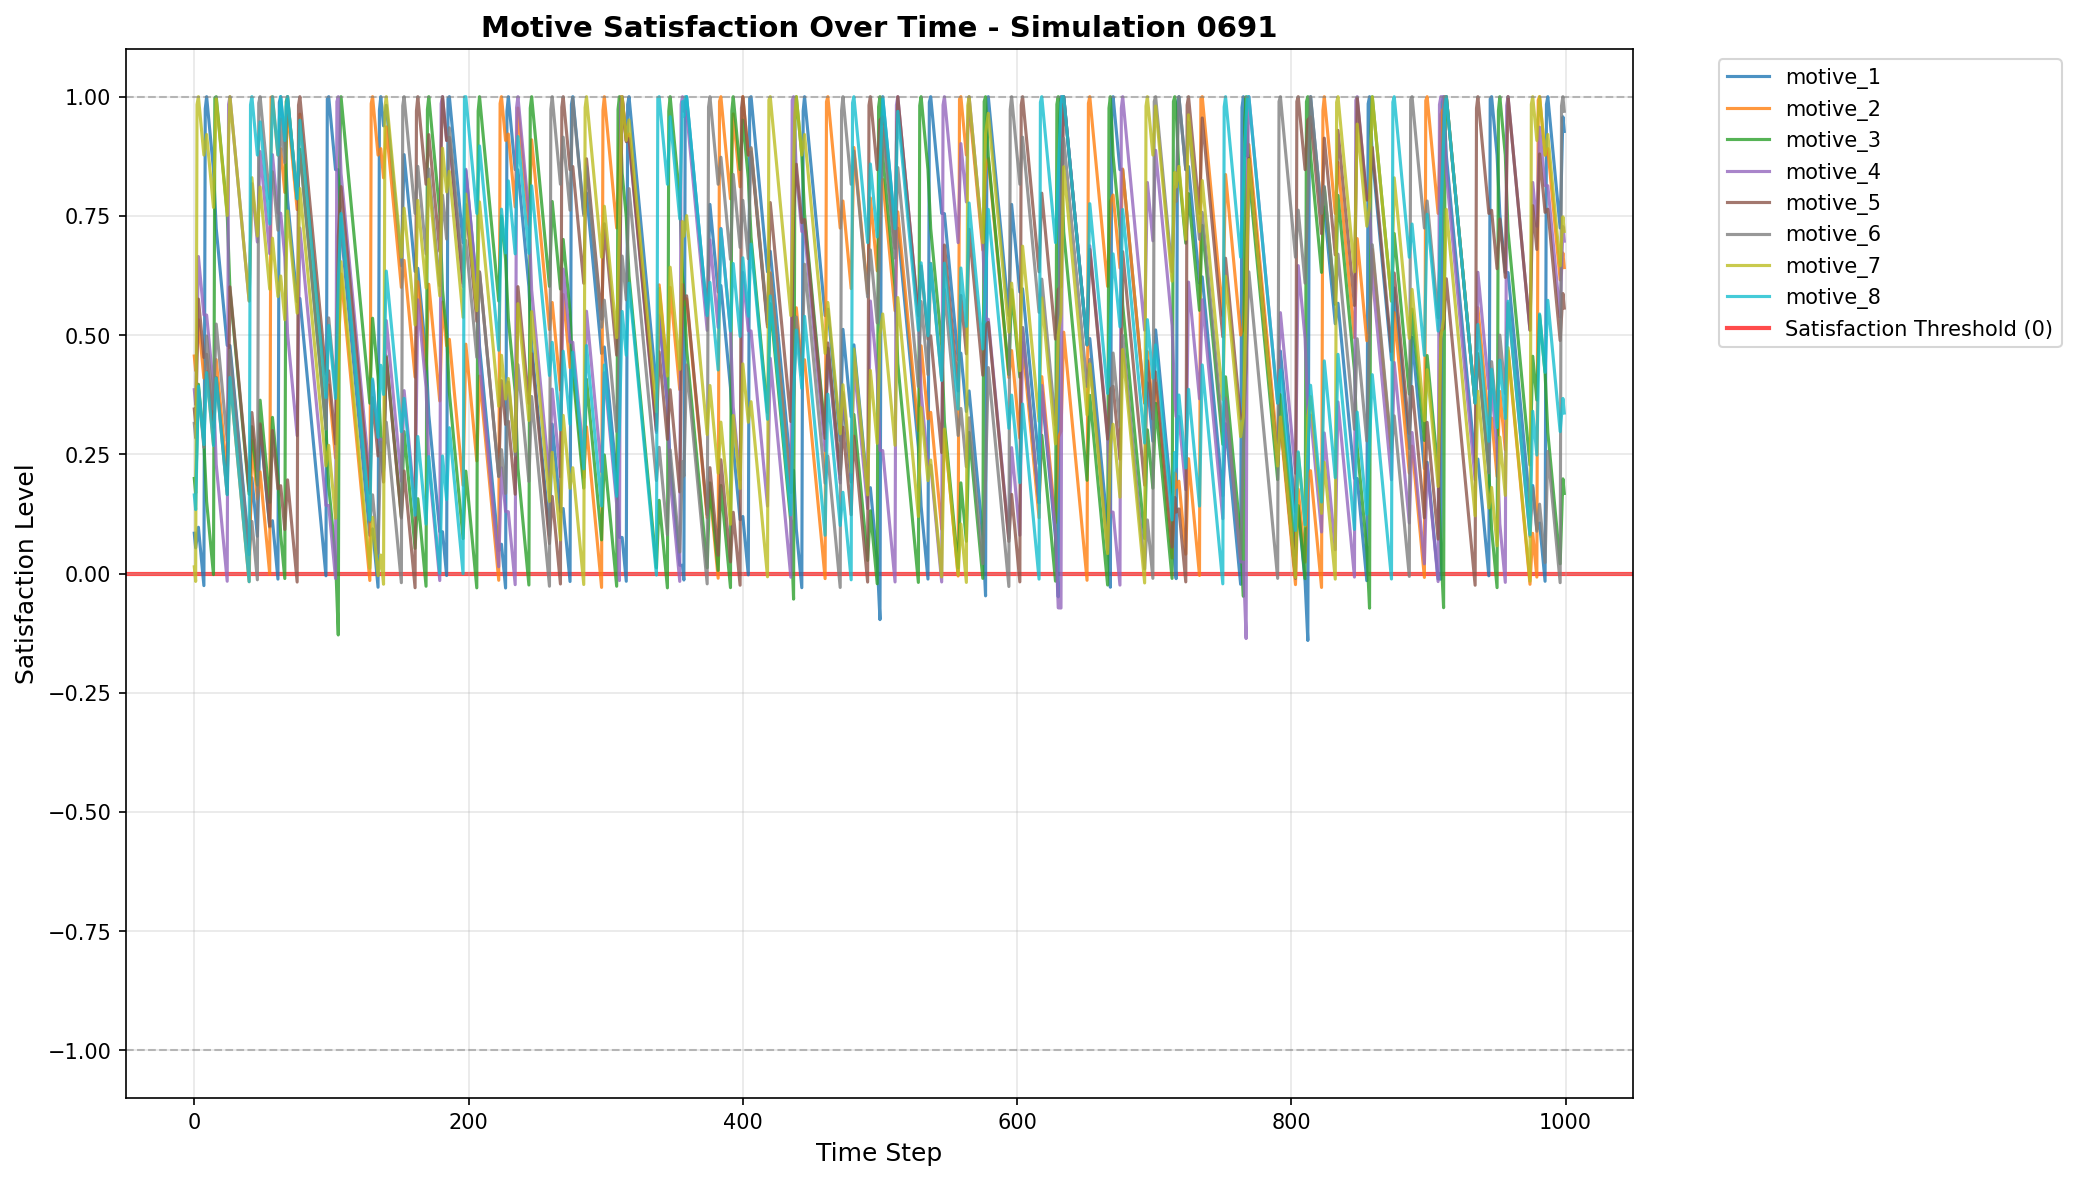 Motive Satisfaction Over Time - Simulation 0691
1.00
0.75
0.50
0.25
0.00
−0.25
−0.50
−0.75
−1.00
Satisfaction Level
0
200
400
600
800
1000
Time Step
motive_1
motive_2
motive_3
motive_4
motive_5
motive_6
motive_7
motive_8
Satisfaction Threshold (0)